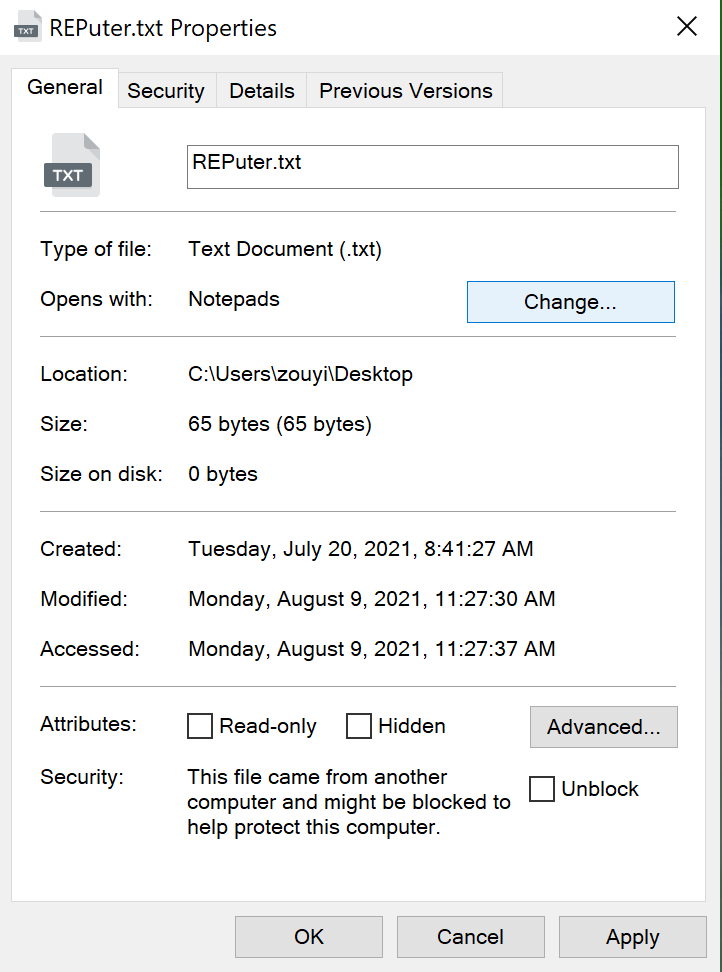 TXT REPuter.txt Properties
General Security Details Previous Versions
TXT REPuter.txt
Type of file: Text Document (.txt)
Opens with: Notepads Change...
Location: C:\Users\zouyi\Desktop
Size: 65 bytes (65 bytes)
Size on disk: 0 bytes
Created: Tuesday, July 20, 2021, 8:41:27 AM
Modified: Monday, August 9, 2021, 11:27:30 AM
Accessed: Monday, August 9, 2021, 11:27:37 AM
Attributes: Read-only Hidden Advanced...
Security: This file came from another
computer and might be blocked to
help protect this computer.
Unblock
OK Cancel Apply